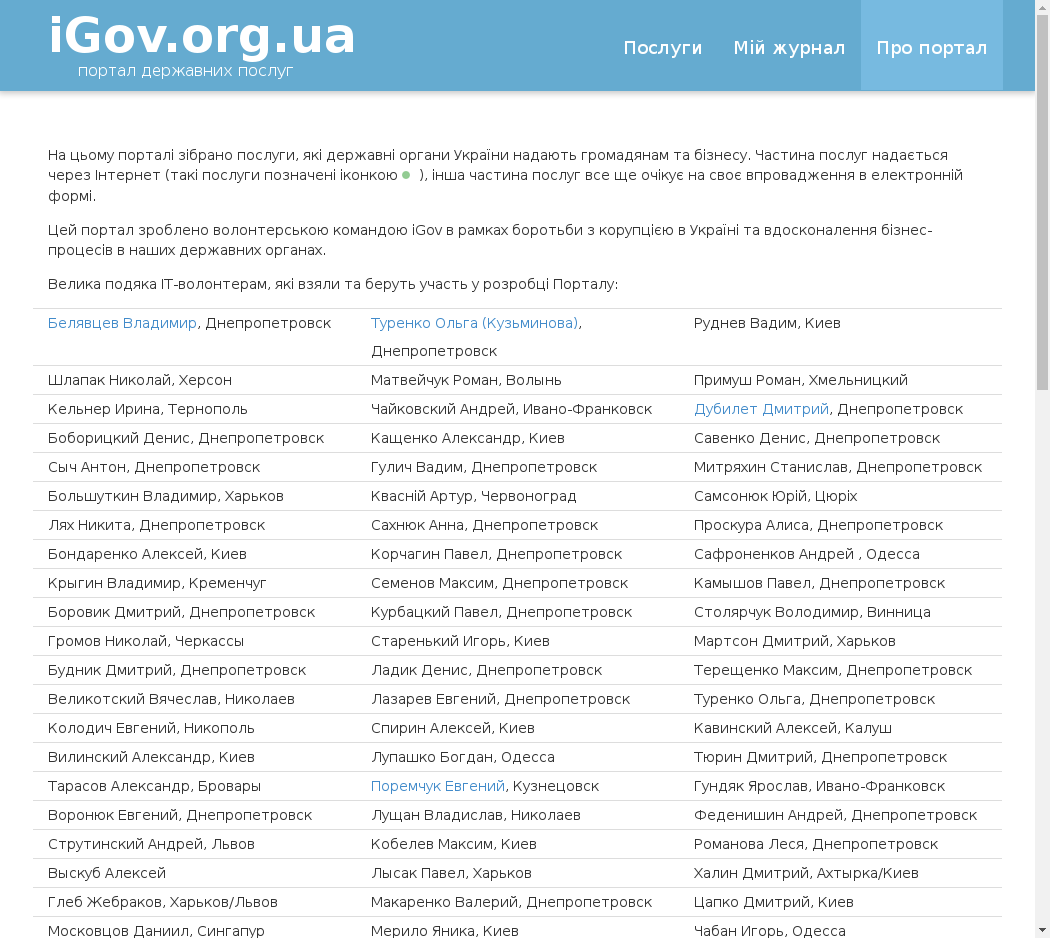 iGov.org.ua
портал державних послуг
Послуги Мій журнал Про портал
На цьому порталі зібрано послуги, які державні органи України надають громадянам та бізнесу. Частина послуг надається
через Інтернет (такі послуги позначені іконкою ), інша частина послуг все ще очікує на своє впровадження в електронній
формі.
Цей портал зроблено волонтерською командою iGov в рамках боротьби з корупцією в Україні та вдосконалення бізнес-
процесів в наших державних органах.
Велика подяка ІТ-волонтерам, які взяли та беруть участь у розробці Порталу:
Белявцев Владимир, Днепропетровск Туренко Ольга (Кузьминова), Руднев Вадим, Киев
Днепропетровск
Шлапак Николай, Херсон Матвейчук Роман, Волынь Примуш Роман, Хмельницкий
Кельнер Ирина, Тернополь Чайковский Андрей, Ивано-Франковск Дубилет Дмитрий, Днепропетровск
Боборицкий Денис, Днепропетровск Кащенко Александр, Киев Савенко Денис, Днепропетровск
Сыч Антон, Днепропетровск Гулич Вадим, Днепропетровск Митряхин Станислав, Днепропетровск
Большуткин Владимир, Харьков Квасній Артур, Червоноград Самсонюк Юрій, Цюріх
Лях Никита, Днепропетровск Сахнюк Анна, Днепропетровск Проскура Алиса, Днепропетровск
Бондаренко Алексей, Киев Корчагин Павел, Днепропетровск Сафроненков Андрей , Одесса
Крыгин Владимир, Кременчуг Семенов Максим, Днепропетровск Камышов Павел, Днепропетровск
Боровик Дмитрий, Днепропетровск Курбацкий Павел, Днепропетровск Столярчук Володимир, Винница
Громов Николай, Черкассы Старенький Игорь, Киев Мартсон Дмитрий, Харьков
Будник Дмитрий, Днепропетровск Ладик Денис, Днепропетровск Терещенко Максим, Днепропетровск
Великотский Вячеслав, Николаев Лазарев Евгений, Днепропетровск Туренко Ольга, Днепропетровск
Колодич Евгений, Никополь Спирин Алексей, Киев Кавинский Алексей, Калуш
Вилинский Александр, Киев Лупашко Богдан, Одесса Тюрин Дмитрий, Днепропетровск
Тарасов Александр, Бровары Поремчук Евгений, Кузнецовск Гундяк Ярослав, Ивано-Франковск
Воронюк Евгений, Днепропетровск Лущан Владислав, Николаев Феденишин Андрей, Днепропетровск
Струтинский Андрей, Львов Кобелев Максим, Киев Романова Леся, Днепропетровск
Выскуб Алексей Лысак Павел, Харьков Халин Дмитрий, Ахтырка/Киев
Глеб Жебраков, Харьков/Львов Макаренко Валерий, Днепропетровск Цапко Дмитрий, Киев
Московцов Даниил, Сингапур Мерило Яника, Киев Чабан Игорь, Одесса